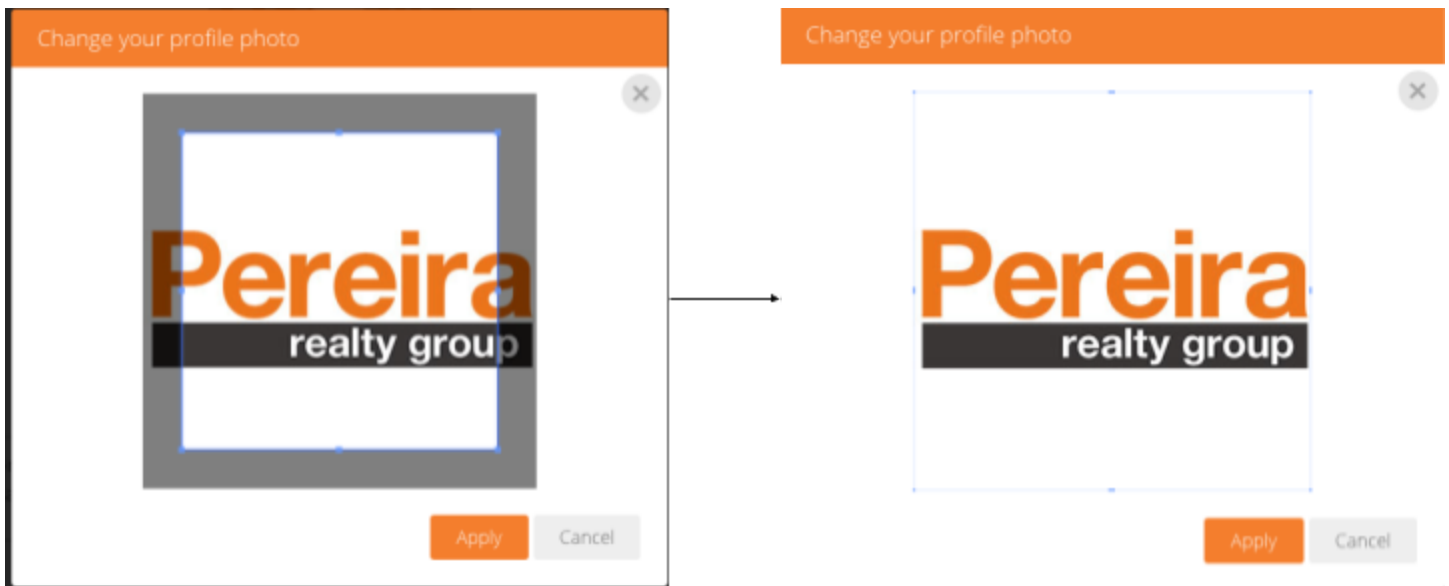 Change your profile photo
Pereira
realty group
Apply
Cancel
Change your profile photo
Pereira
realty group
Apply
Cancel